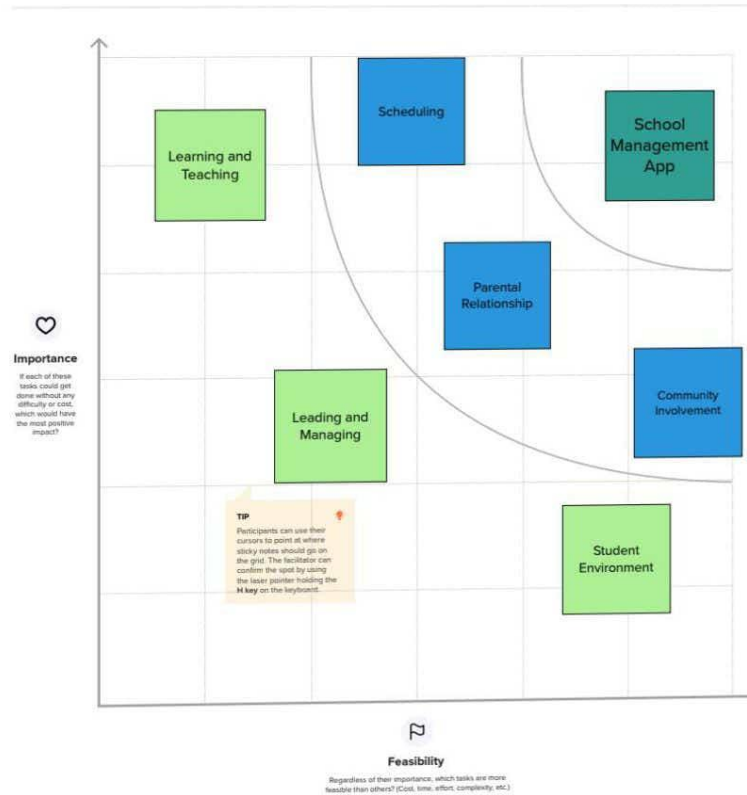 Scheduling
School
Management
App
Learning and
Teaching
Parental
Relationship
Importance
If each of these
tasks could get
done without any
difficulty or cost,
which would have
the most positive
impact?
Community
Involvement
Leading and
Managing
TIP
Participants can use their
cursors to point at where
sticky notes should go on
the grid. The facilitator can
confirm the spot by using
the laser pointer holding the
H key on the keyboard.
Student
Environment
Feasibility
Regardless of their importance, which tasks are more
feasible than others? (Cost, time, effort, complexity, etc.)